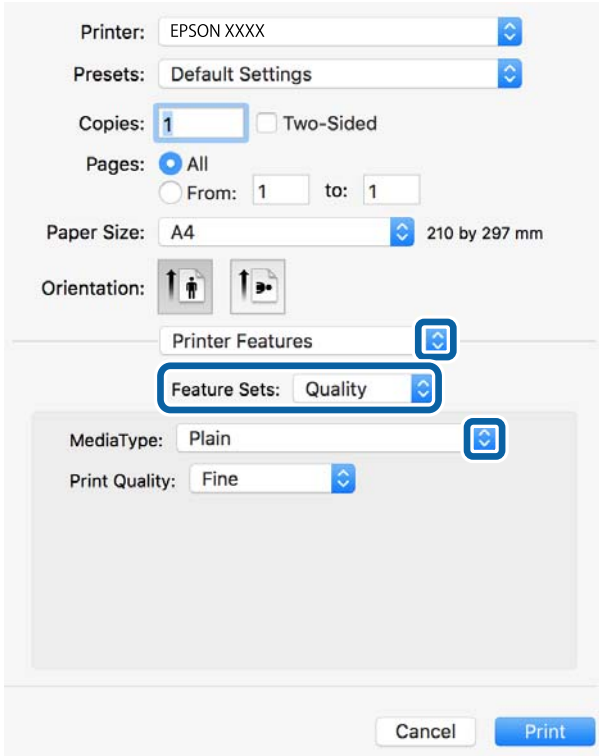 Printer: EPSON XXXX
Presets: Default Settings
Copies: 1 Two-Sided
Pages: All
From: 1 to: 1
Paper Size: A4 210 by 297 mm
Orientation:
Printer Features
Feature Sets: Quality
MediaType: Plain
Print Quality: Fine
Cancel Print